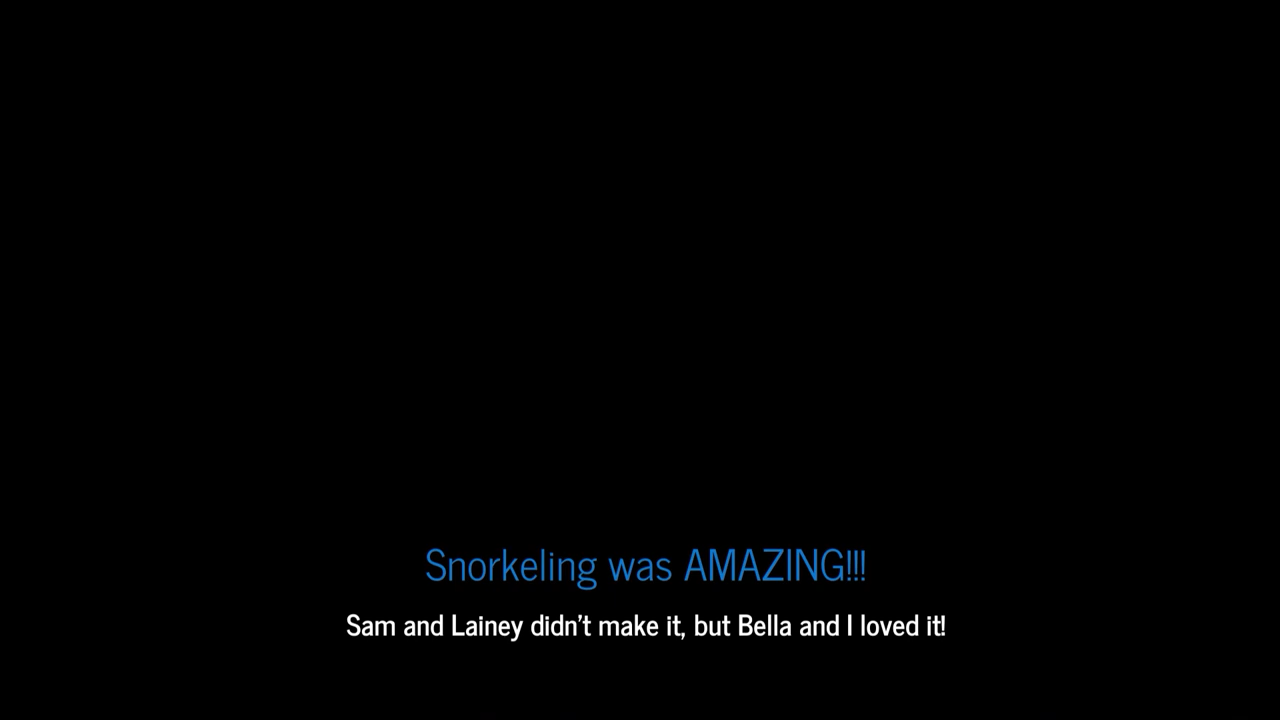 Snorkeling was AMAZING!!!
Sam and Lainey didn't make it, but Bella and I loved it!